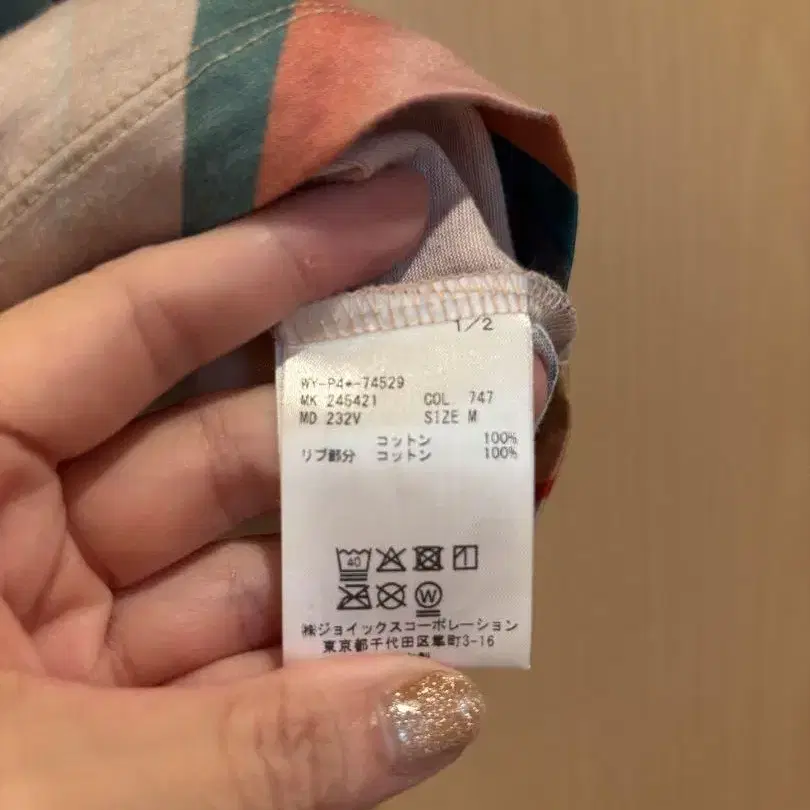 1/2
WY-P4*-74529
MK 245421 COL. 747
MD 232V SIZE M
コットン 100%
リブ部分 コットン 100%
40
W
㈱ジョイックスコーポレーション
東京都千代田区隼町3-16